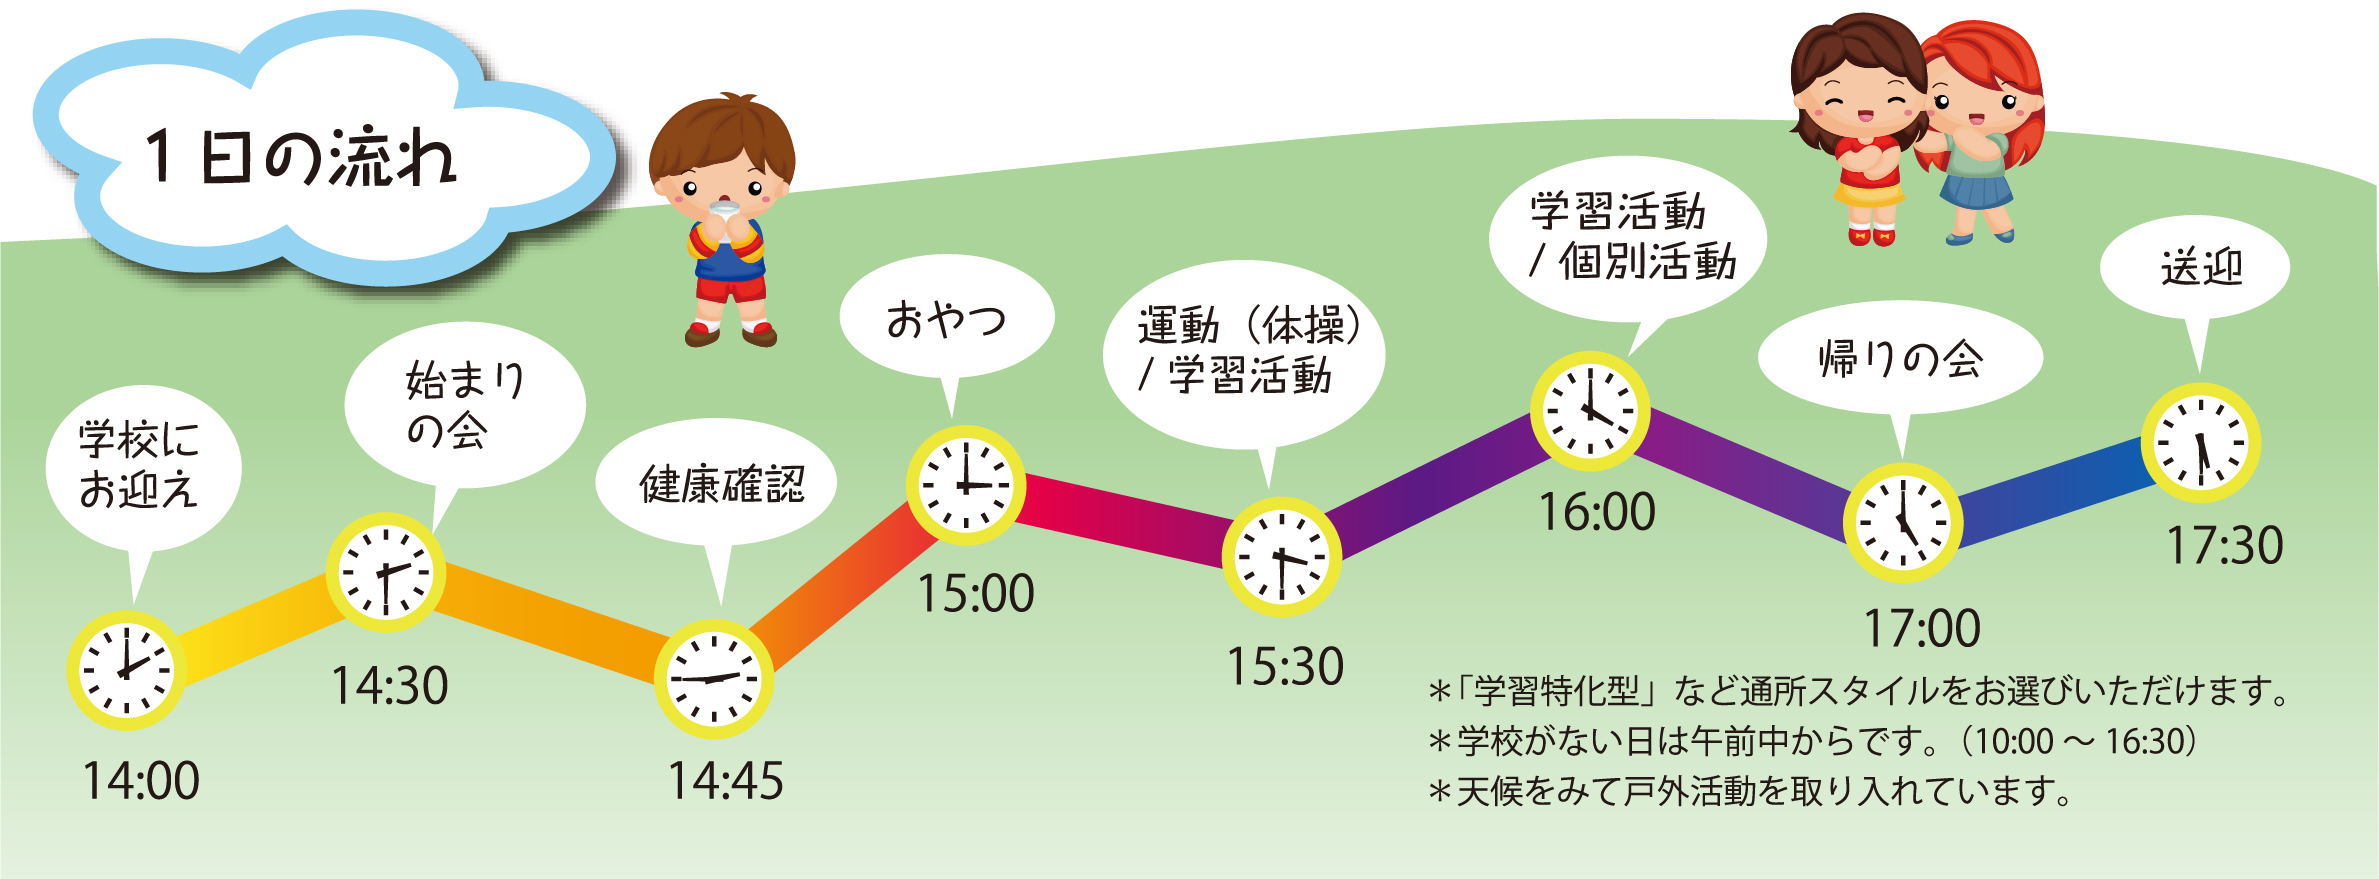 1日の流れ
学校に
お迎え
14:00
始まり
の会
14:30
健康確認
14:45
おやつ
15:00
運動（体操）
/ 学習活動
15:30
学習活動
/ 個別活動
16:00
帰りの会
17:00
送迎
17:30
＊「学習特化型」など通所スタイルをお選びいただけます。
＊学校がない日は午前中からです。（10:00 ～ 16:30）
＊天候をみて戸外活動を取り入れています。